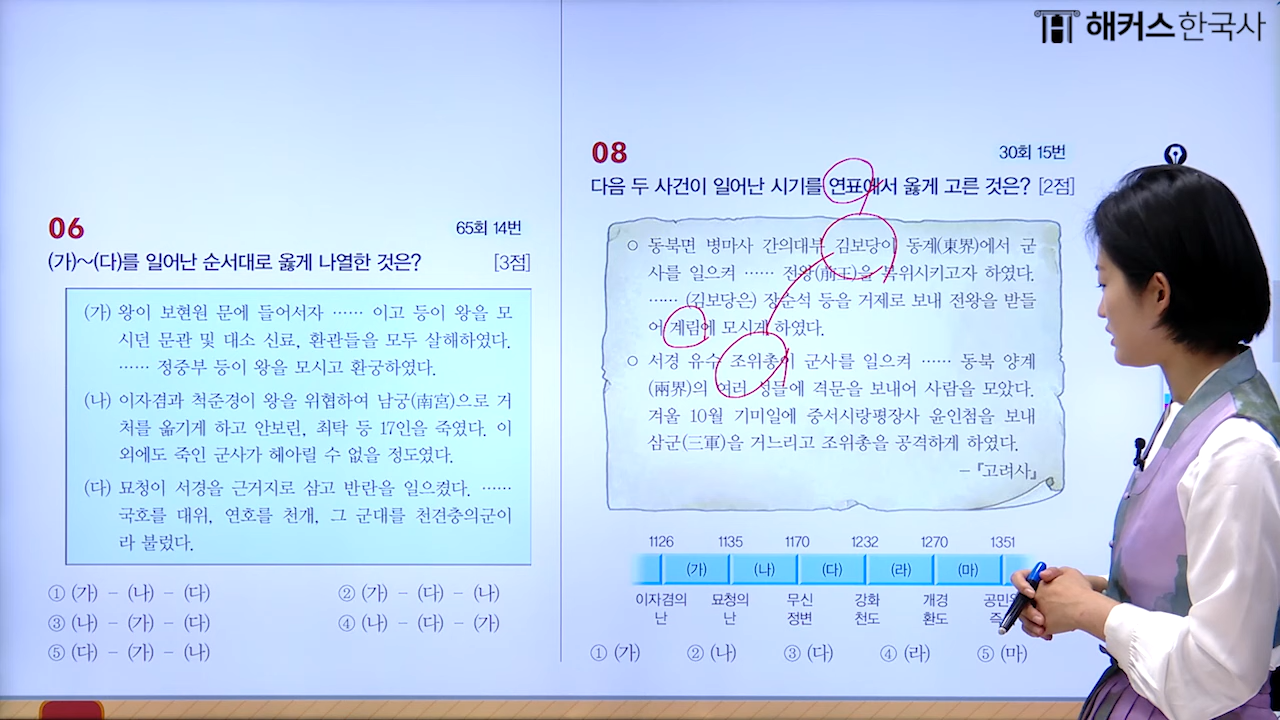 해커스한국사
06
65회 14번
(가)~(다)를 일어난 순서대로 옳게 나열한 것은? [3점]
(가) 왕이 보현원 문에 들어서자 …… 이고 등이 왕을 모
시던 문관 및 대소 신료, 환관들을 모두 살해하였다.
…… 정중부 등이 왕을 모시고 환궁하였다.
(나) 이자겸과 척준경이 왕을 위협하여 남궁(南宮)으로 거
처를 옮기게 하고 안보린, 최탁 등 17인을 죽였다. 이
외에도 죽인 군사가 헤아릴 수 없을 정도였다.
(다) 묘청이 서경을 근거지로 삼고 반란을 일으켰다. ……
국호를 대위, 연호를 천개, 그 군대를 천견충의군이
라 불렀다.
① (가) - (나) - (다)
② (가) - (다) - (나)
③ (나) - (가) - (다)
④ (나) - (다) - (가)
⑤ (다) - (가) - (나)
08
30회 15번
다음 두 사건이 일어난 시기를 연표에서 옳게 고른 것은? [2점]
○ 동북면 병마사 간의대부 김보당이 동계(東界)에서 군
사를 일으켜 …… 전왕(前王)을 복위시키고자 하였다.
…… (김보당은) 장순석 등을 거제로 보내 전왕을 받들
어 계림에 모시게 하였다.
○ 서경 유수 조위총이 군사를 일으켜 …… 동북 양계
(兩界)의 여러 성들에 격문을 보내어 사람을 모았다.
겨울 10월 기미일에 중서시랑평장사 윤인첨을 보내
삼군(三軍)을 거느리고 조위총을 공격하게 하였다.
-『고려사』
1126 1135 1170 1232 1270 1351
(가) (나) (다) (라) (마)
이자겸의 묘청의 무신 강화 개경 공민
난 난 정변 천도 환도 즉
① (가) ② (나) ③ (다) ④ (라) ⑤ (마)